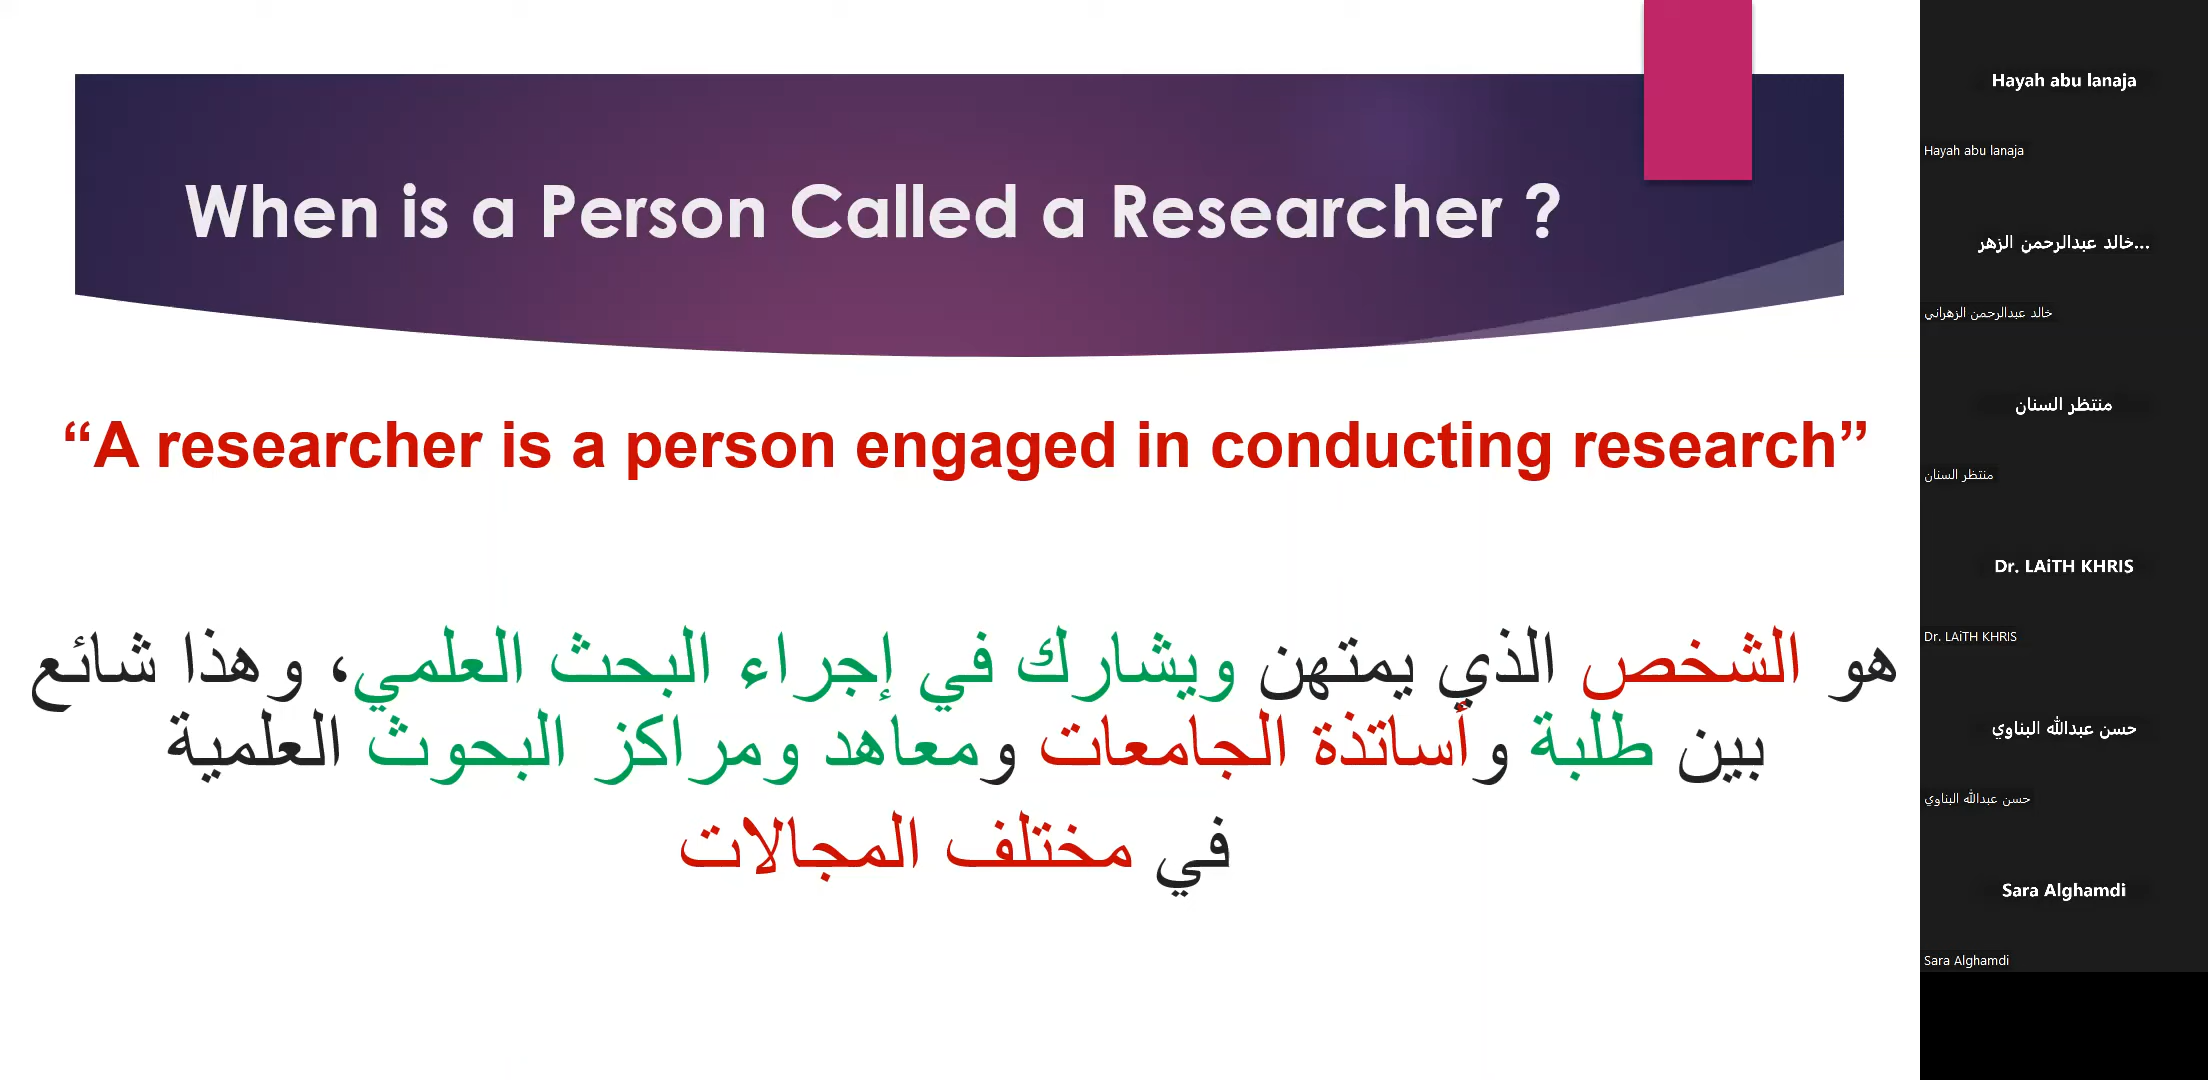 When is a Person Called a Researcher ?
“A researcher is a person engaged in conducting research”
هو الشخص الذي يمتهن ويشارك في إجراء البحث العلمي، وهذا شائع
بين طلبة وأساتذة الجامعات ومعاهد ومراكز البحوث العلمية
في مختلف المجالات
Hayah abu lanaja
Hayah abu lanaja
خالد عبدالرحمن الزهر...
خالد عبدالرحمن الزهراني
منتظر السنان
منتظر السنان
Dr. LAiTH KHRIS
Dr. LAiTH KHRIS
حسن عبدالله البناوي
حسن عبدالله البناوي
Sara Alghamdi
Sara Alghamdi